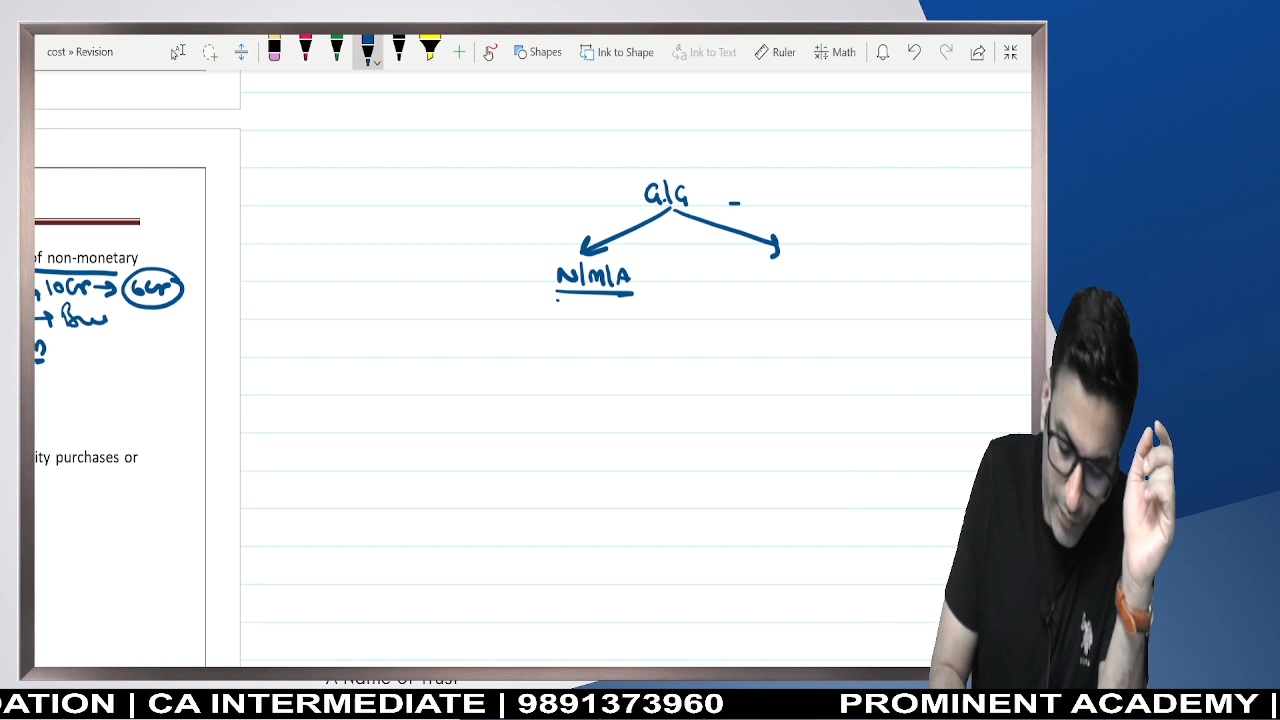 cost » Revision
Shapes
Ink to Shape
Ink to Text
Ruler
Math
G/G -
N/M/A
of non-monetary
10Cr → 6Cr
ity purchases or
DATION | CA INTERMEDIATE | 9891373960 PROMINENT ACADEMY |